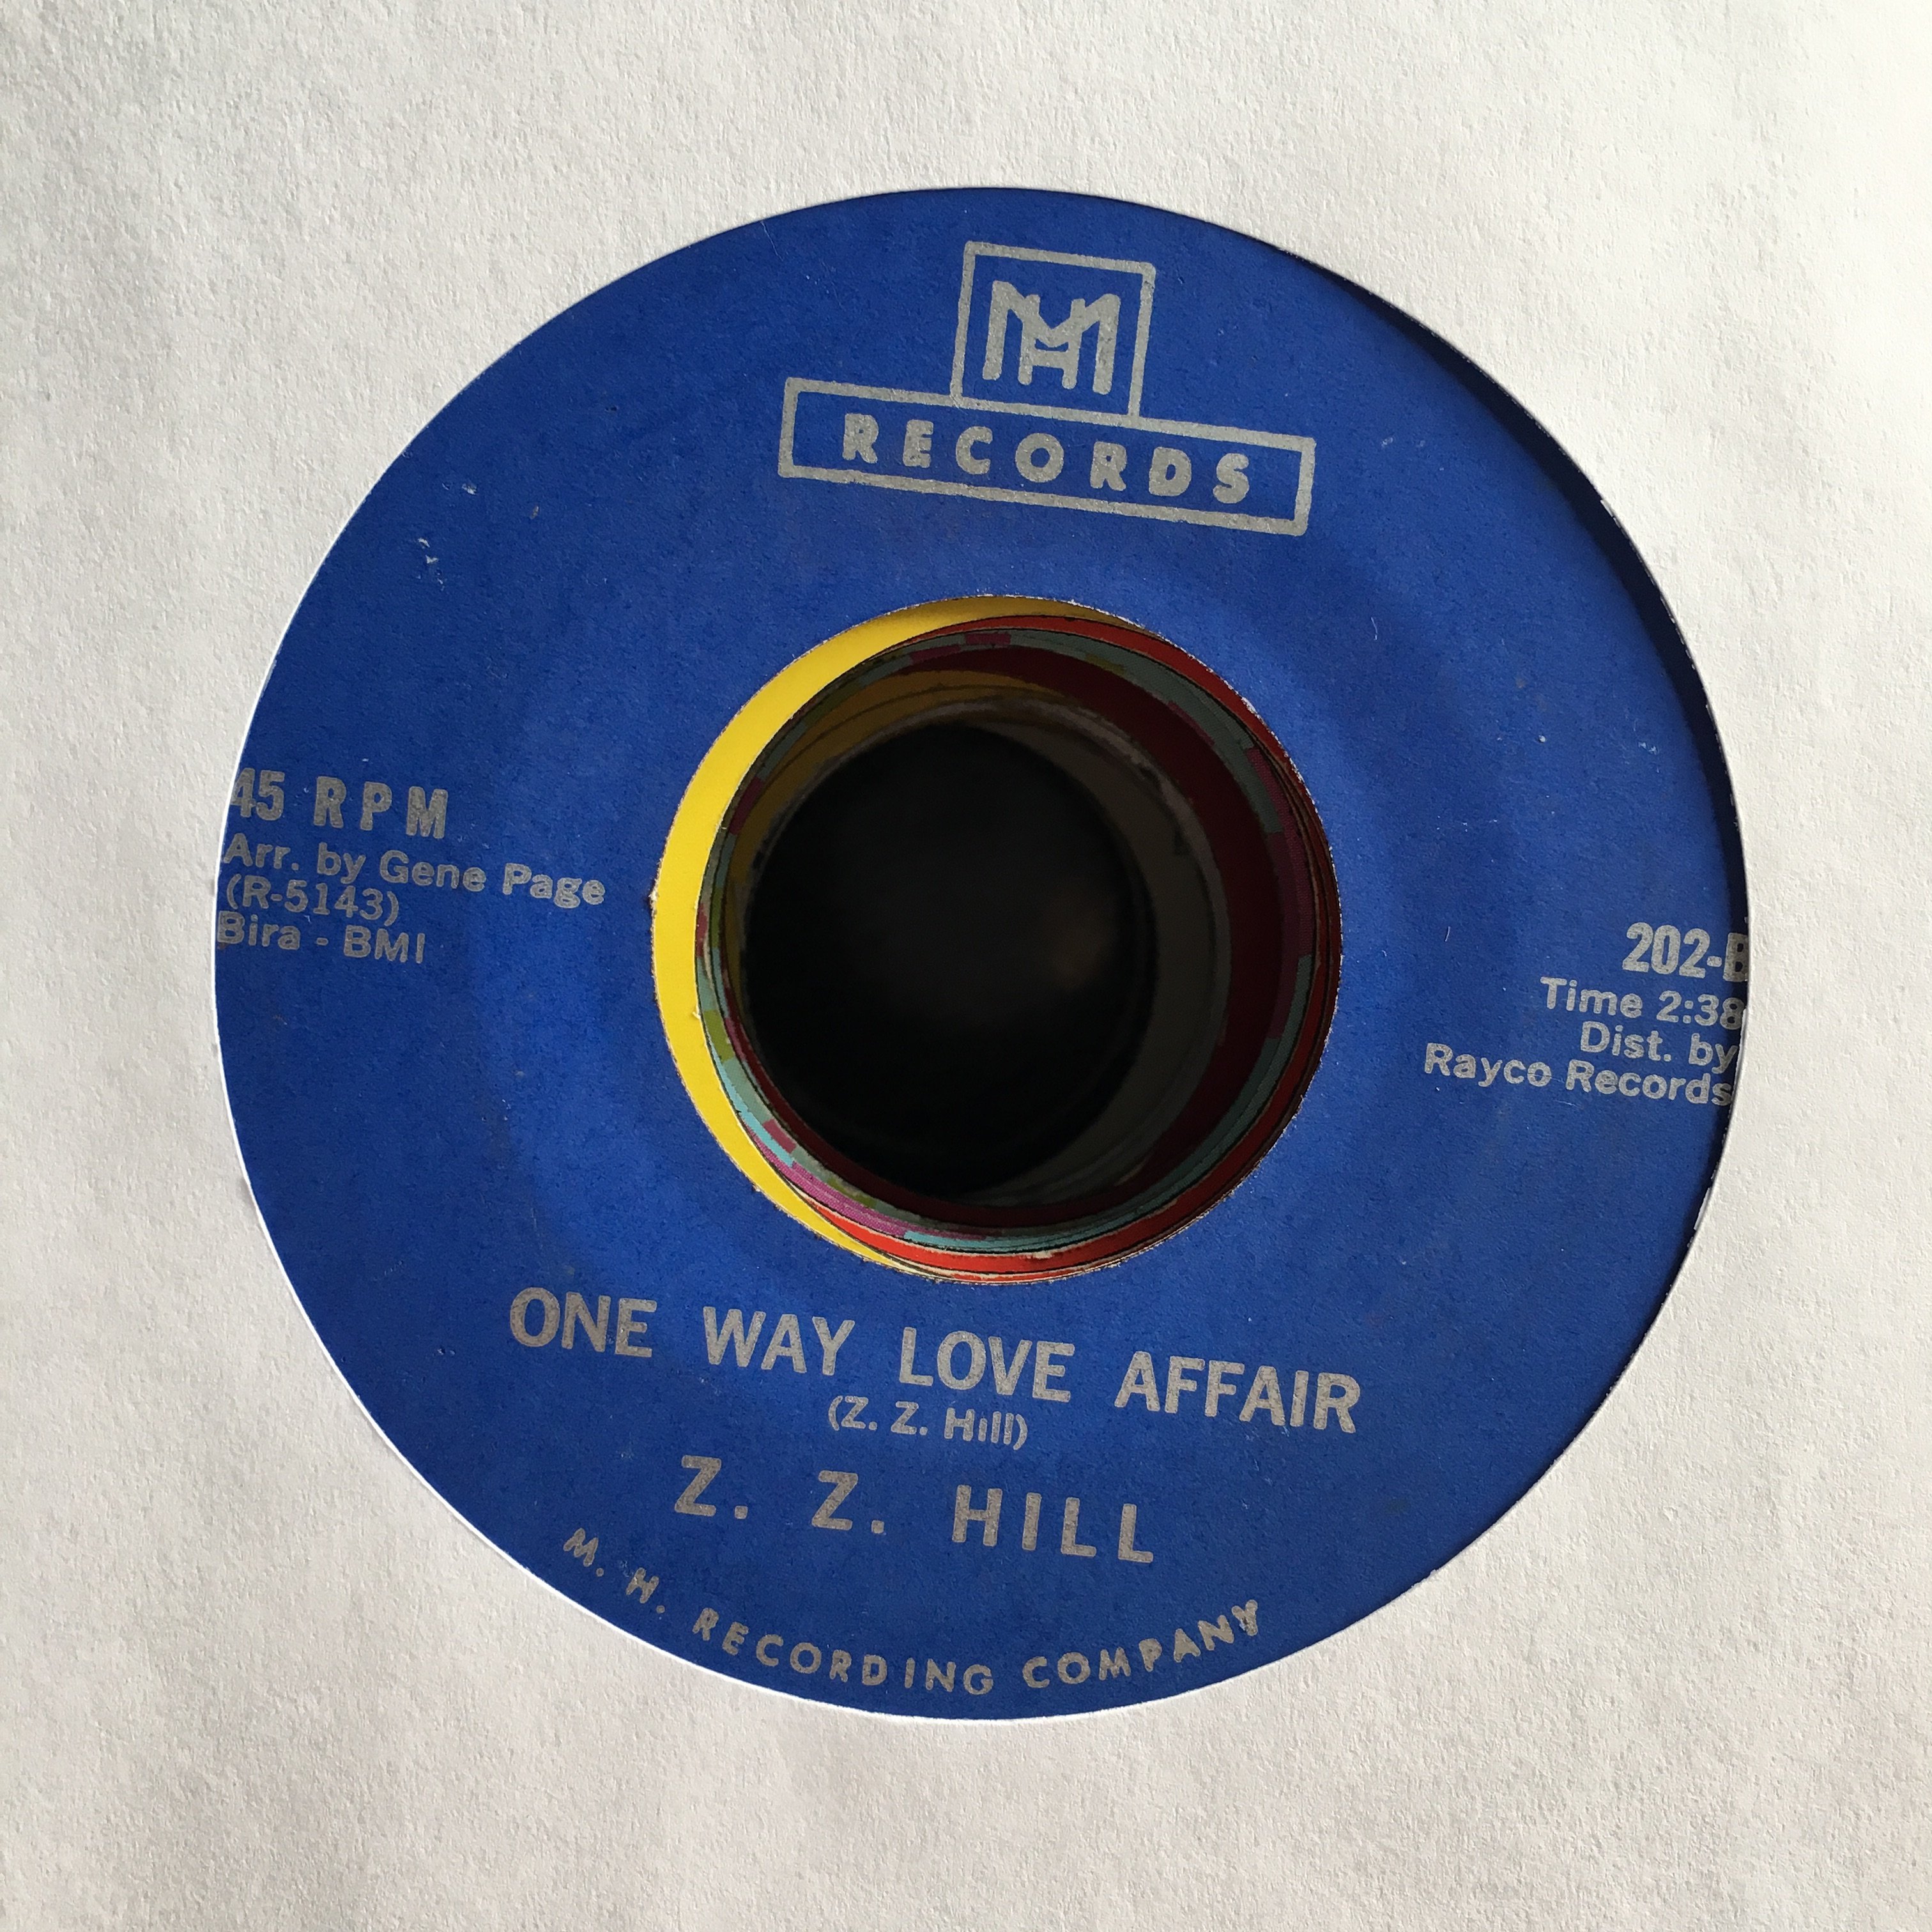 MH
RECORDS
45 RPM
Arr. by Gene Page
(R-5143)
Bira - BMI
202-B
Time 2:38
Dist. by
Rayco Records
ONE WAY LOVE AFFAIR
(Z. Z. Hill)
Z. Z. HILL
M. H. RECORDING COMPANY